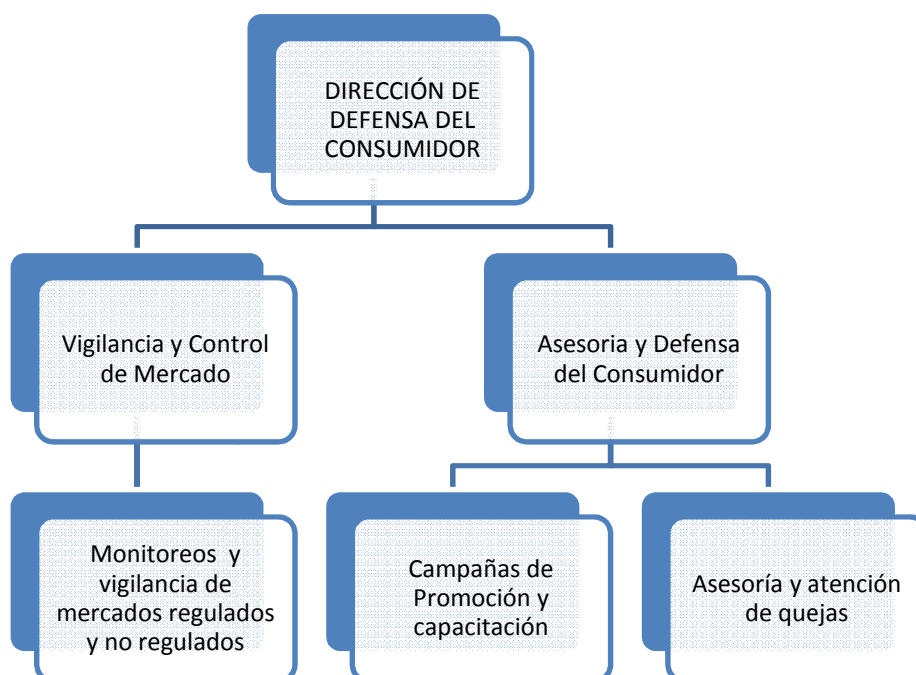 DIRECCIÓN DE
DEFENSA DEL
CONSUMIDOR
Vigilancia y Control
de Mercado
Asesoria y Defensa
del Consumidor
Monitoreos y
vigilancia de
mercados regulados
y no regulados
Campañas de
Promoción y
capacitación
Asesoría y atención
de quejas